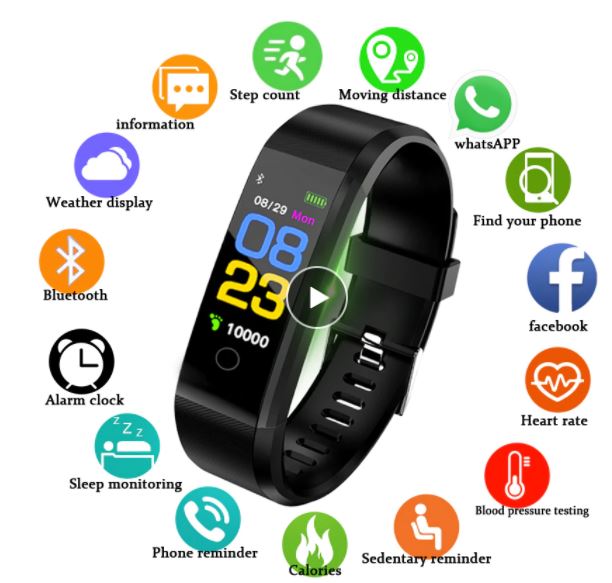 Step count
Moving distance
information
whatsAPP
Weather display
Find your phone
Bluetooth
facebook
Alarm clock
Heart rate
Sleep monitoring
Blood pressure testing
Phone reminder
Sedentary reminder
Calories
08/29 Mon
08
23
10000
z Z Z